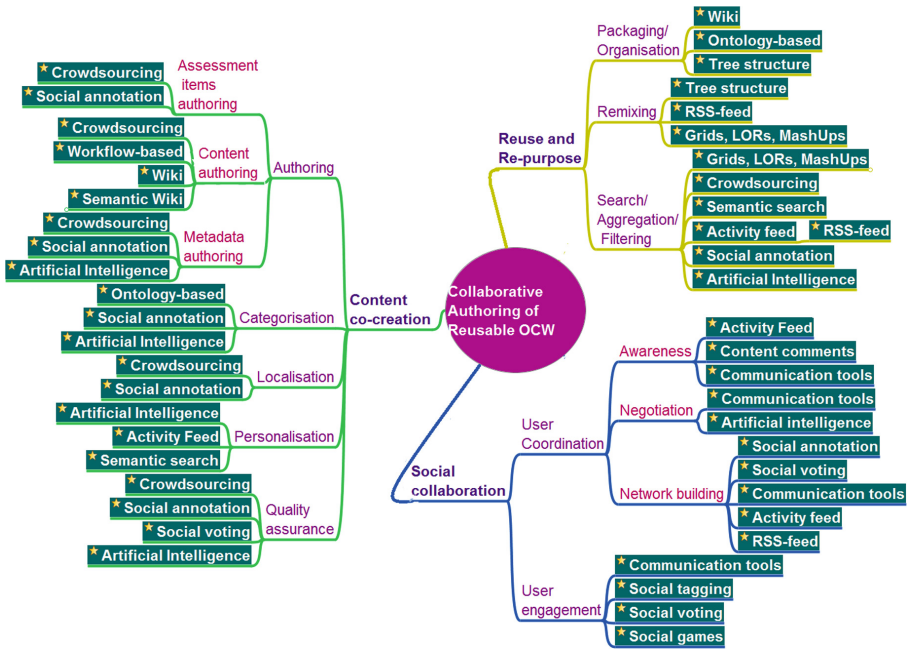 Collaborative
Authoring of
Reusable OCW
Content
co-creation
Authoring
Assessment
items
authoring
Crowdsourcing
Social annotation
Content
authoring
Crowdsourcing
Workflow-based
Wiki
Semantic Wiki
Metadata
authoring
Crowdsourcing
Social annotation
Artificial Intelligence
Categorisation
Ontology-based
Social annotation
Artificial Intelligence
Localisation
Crowdsourcing
Social annotation
Personalisation
Artificial Intelligence
Activity Feed
Semantic search
Quality
assurance
Crowdsourcing
Social annotation
Social voting
Artificial Intelligence
Reuse and
Re-purpose
Packaging/
Organisation
Wiki
Ontology-based
Tree structure
Remixing
Tree structure
RSS-feed
Grids, LORs, MashUps
Search/
Aggregation/
Filtering
Grids, LORs, MashUps
Crowdsourcing
Semantic search
Activity feed
RSS-feed
Social annotation
Artificial Intelligence
Social
collaboration
User
Coordination
Awareness
Activity Feed
Content comments
Communication tools
Negotiation
Communication tools
Artificial intelligence
Network building
Social annotation
Social voting
Communication tools
Activity feed
RSS-feed
User
engagement
Communication tools
Social tagging
Social voting
Social games